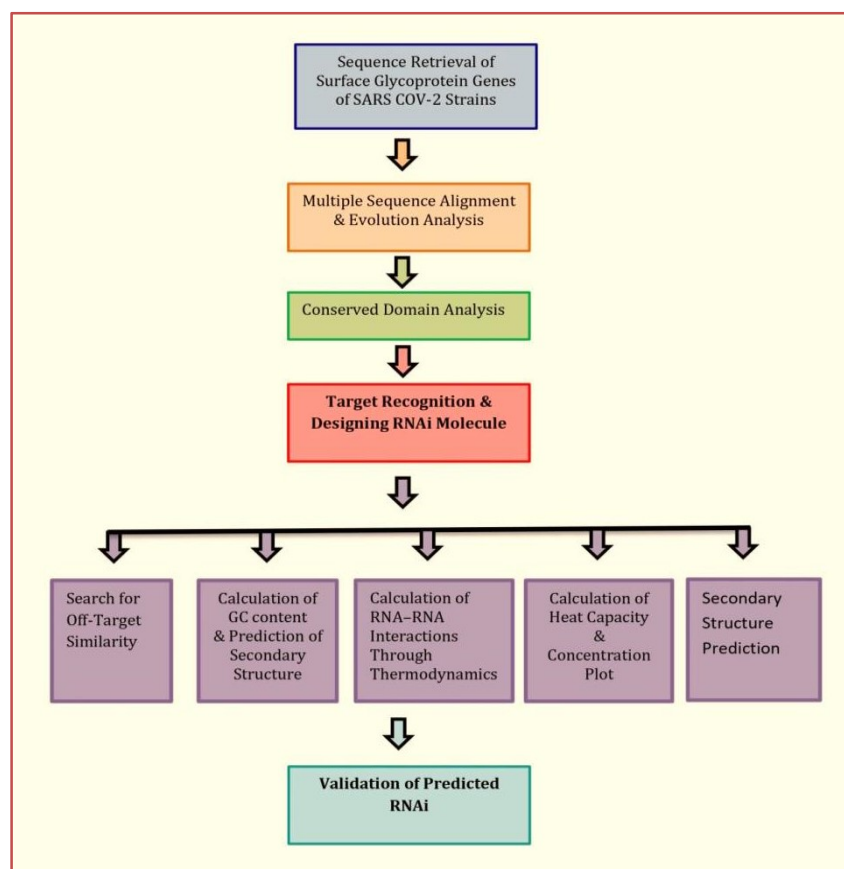 Sequence Retrieval of
Surface Glycoprotein Genes
of SARS COV-2 Strains
Multiple Sequence Alignment
& Evolution Analysis
Conserved Domain Analysis
Target Recognition &
Designing RNAi Molecule
Search for
Off-Target
Similarity
Calculation of
GC content
& Prediction of
Secondary
Structure
Calculation of
RNA–RNA
Interactions
Through
Thermodynamics
Calculation of
Heat Capacity
&
Concentration
Plot
Secondary
Structure
Prediction
Validation of Predicted
RNAi